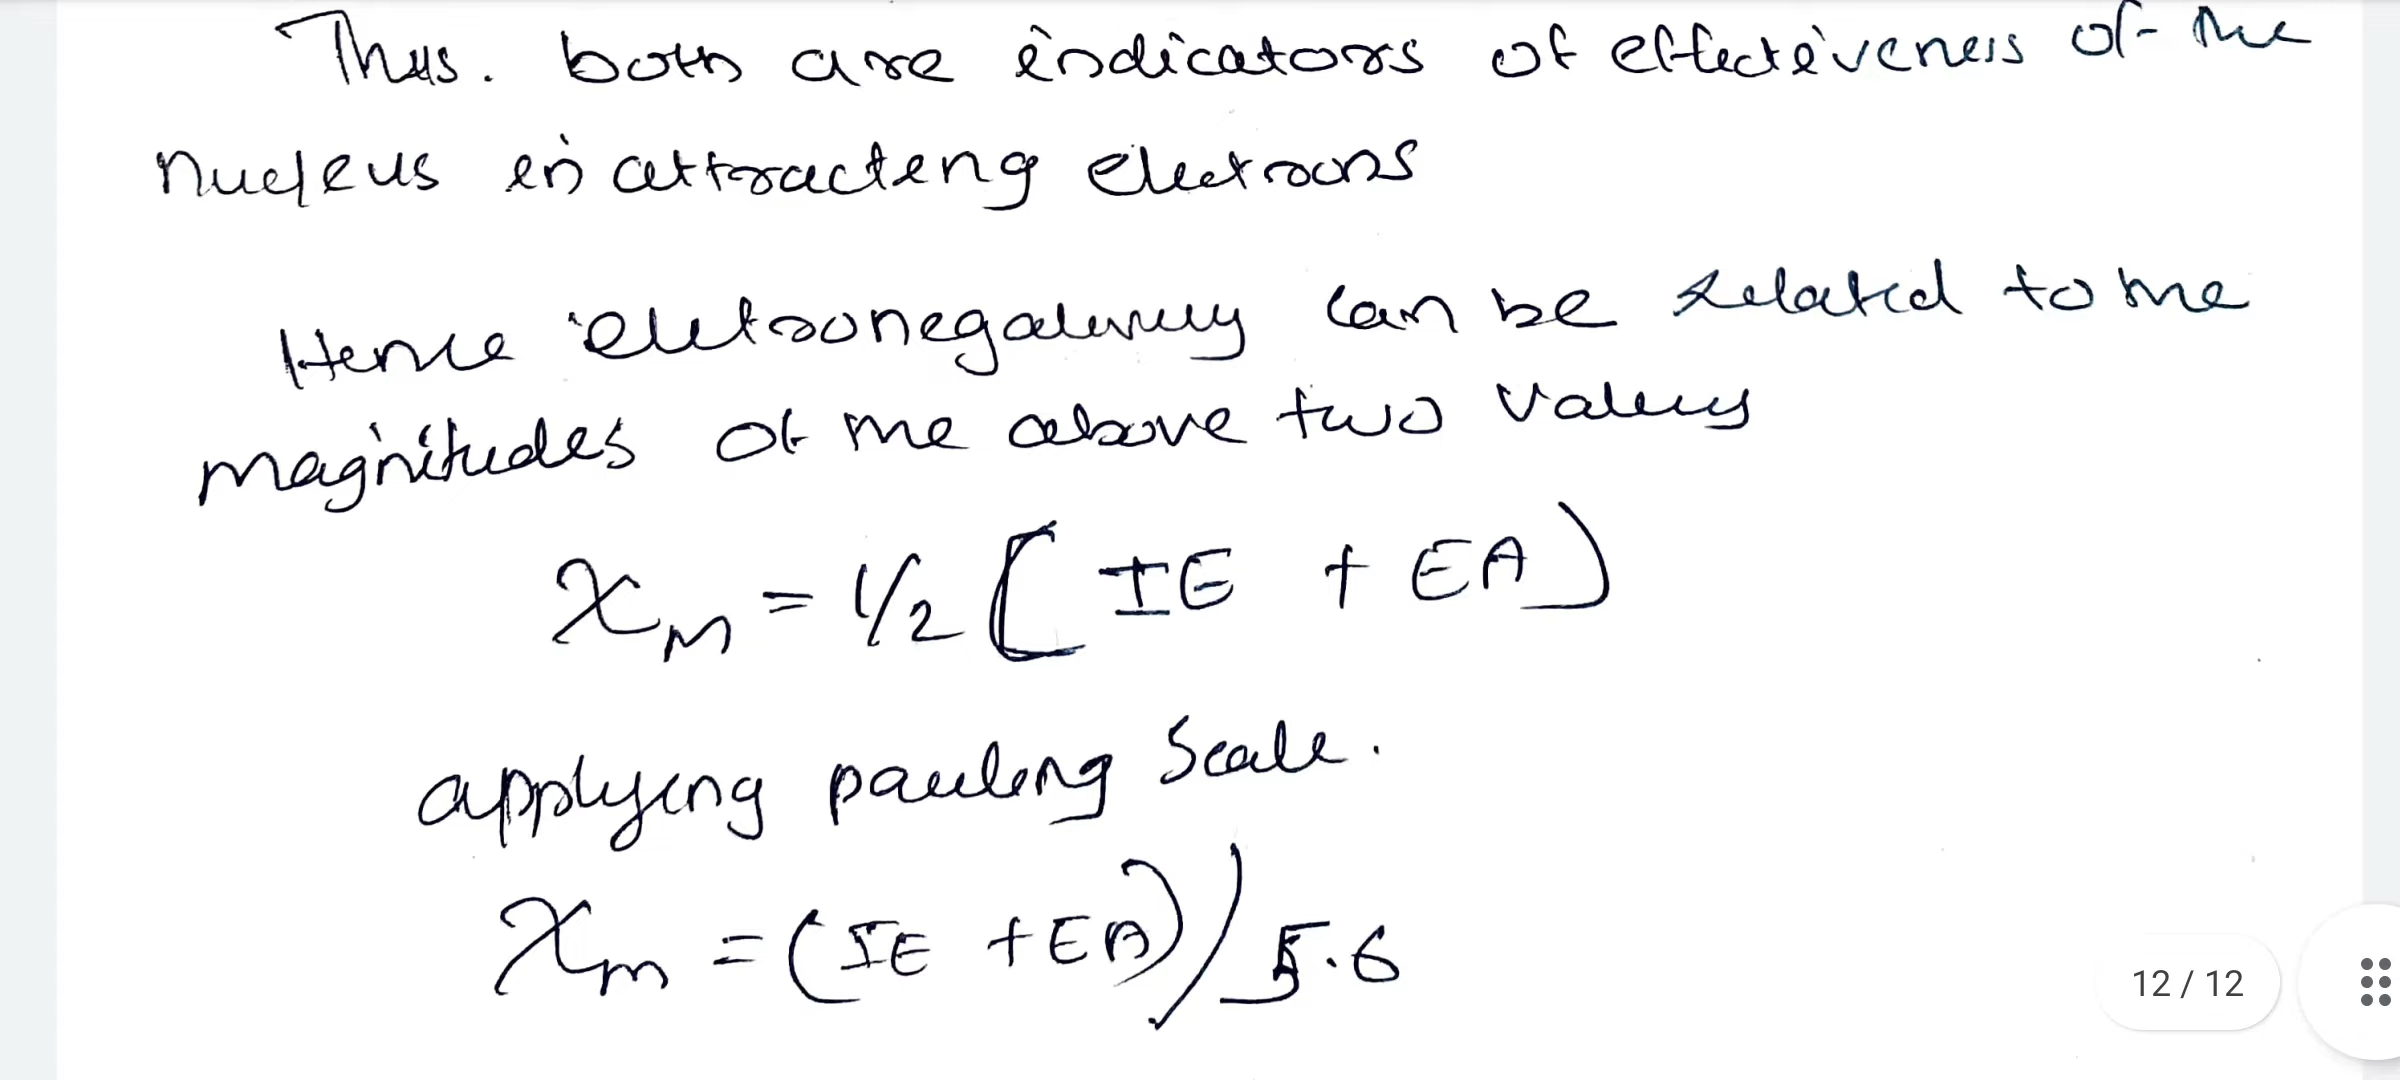 Thus. both are indicators of effectiveness of the
nucleus in attracting electrons
Hence electronegativity can be related to the
magnitudes of the above two values
χ_M = 1/2 ( IE + EA )
applying pauling Scale.
χ_m = (IE + EA) / 5.6
12 / 12